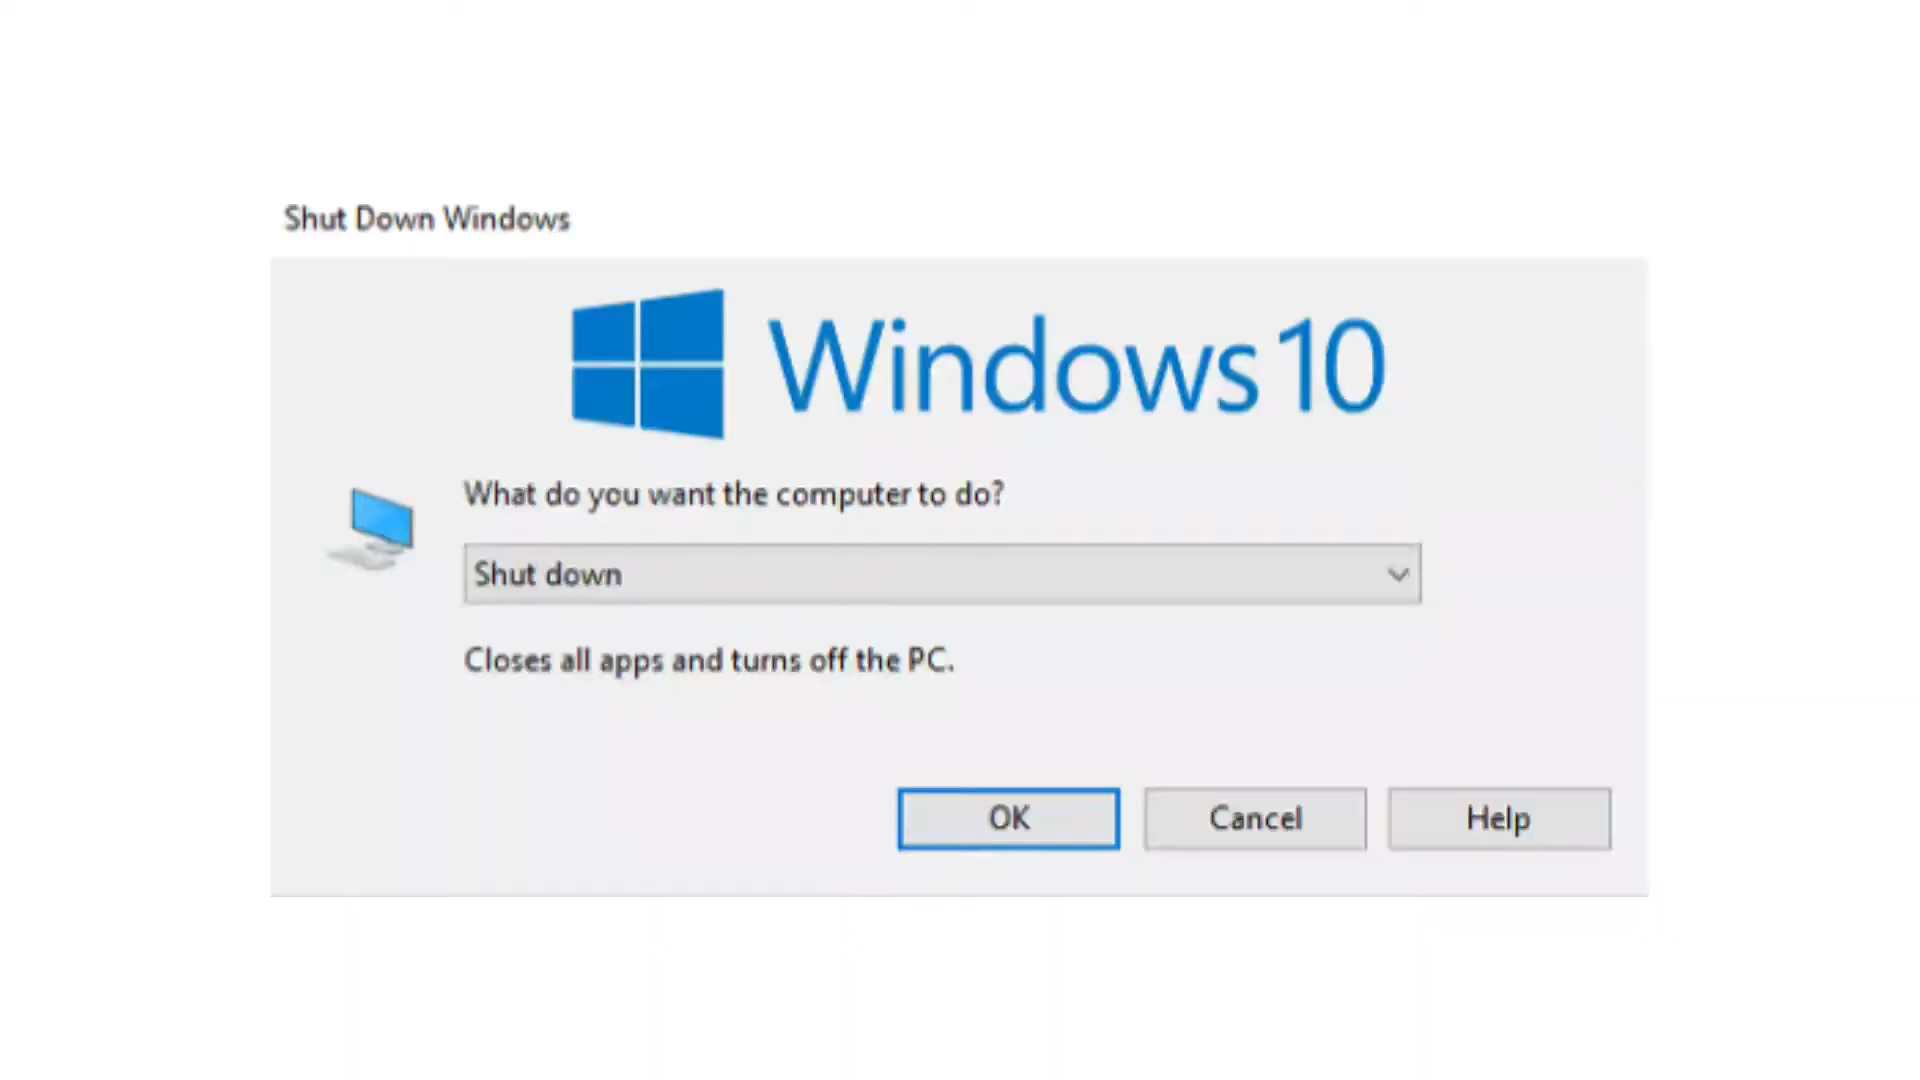 Shut Down Windows
Windows 10
What do you want the computer to do?
Shut down
Closes all apps and turns off the PC.
OK Cancel Help